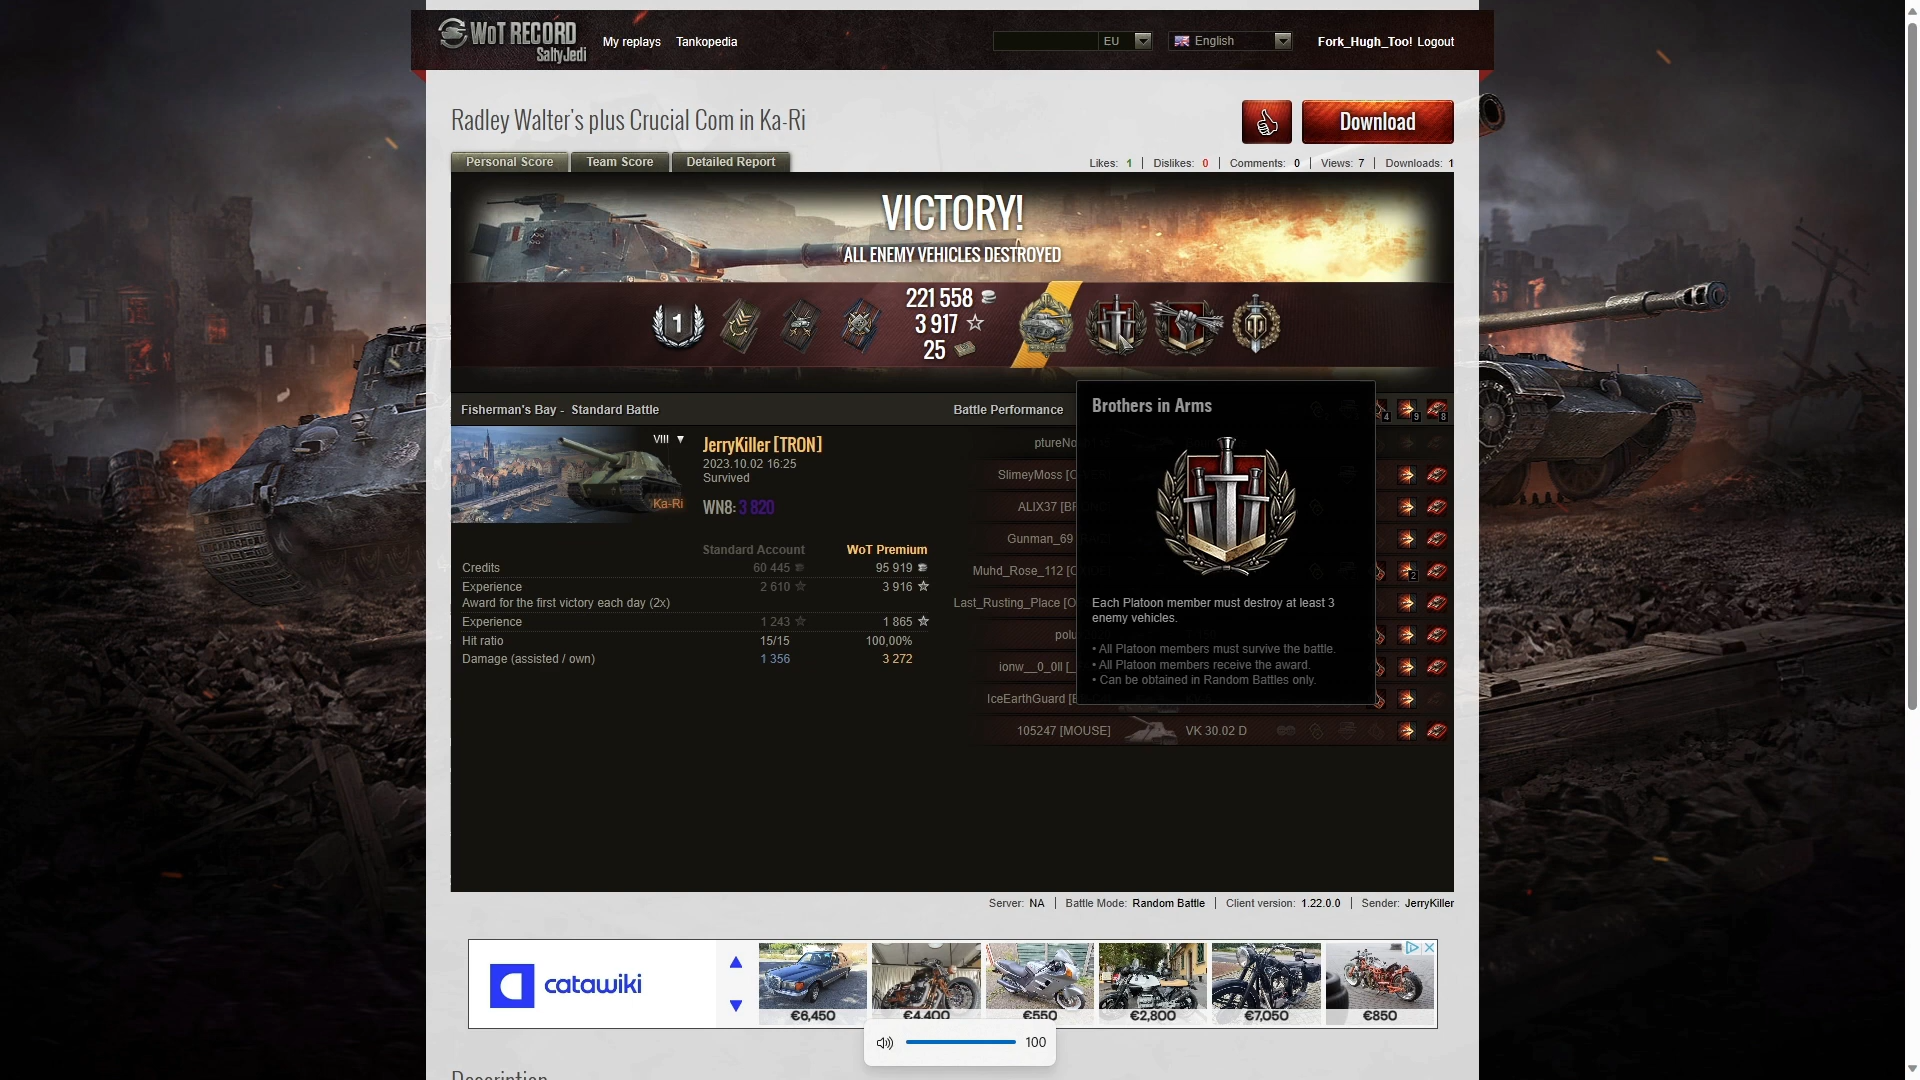 WoT RECORD
SaltyJedi
My replays
Tankopedia
EU
English
Fork_Hugh_Too! Logout
Radley Walter's plus Crucial Com in Ka-Ri
Download
Personal Score
Team Score
Detailed Report
Likes: 1 | Dislikes: 0 | Comments: 0 | Views: 7 | Downloads: 1
VICTORY!
ALL ENEMY VEHICLES DESTROYED
1
221 558
3 917
25
Fisherman's Bay - Standard Battle
Battle Performance
4
9
8
VIII
Ka-Ri
JerryKiller [TRON]
2023.10.02 16:25
Survived
WN8: 3 820
Standard Account
WoT Premium
Credits 60 445 95 919
Experience 2 610 3 916
Award for the first victory each day (2x)
Experience 1 243 1 865
Hit ratio 15/15 100,00%
Damage (assisted / own) 1 356 3 272
SlimeyMoss
ALIX37
Gunman_69
Muhd_Rose_112
2
Last_Rusting_Place
IceEarthGuard
105247 [MOUSE] VK 30.02 D
Brothers in Arms
Each Platoon member must destroy at least 3
enemy vehicles.
• All Platoon members must survive the battle.
• All Platoon members receive the award.
• Can be obtained in Random Battles only.
Server: NA | Battle Mode: Random Battle | Client version: 1.22.0.0 | Sender: JerryKiller
catawiki
€6,450
€4,400
€550
€2,800
€7,050
€850
100
Description